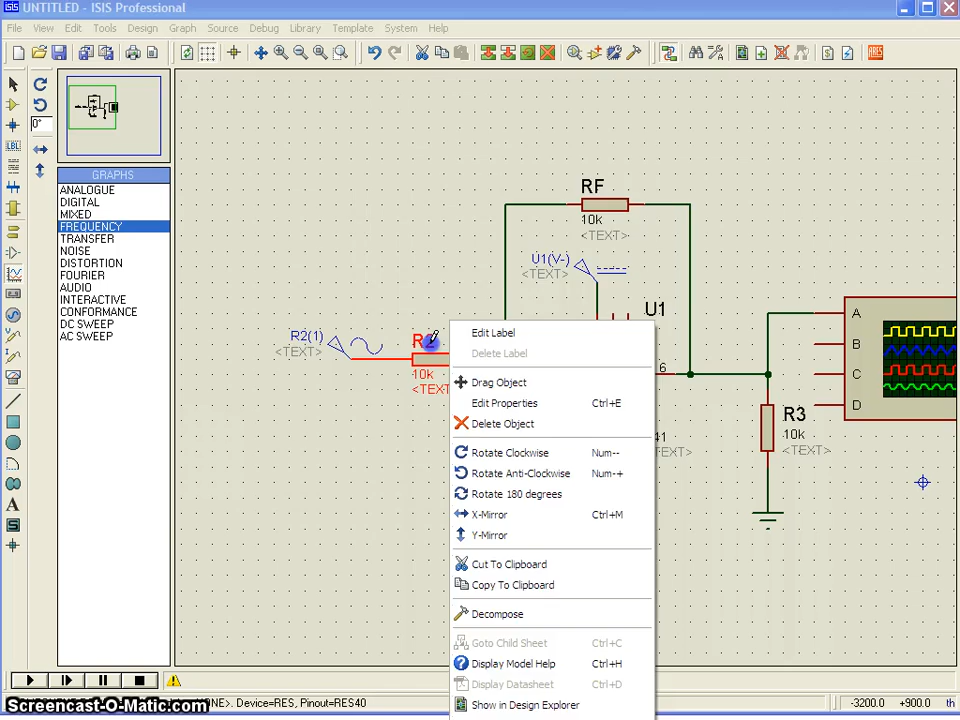 UNTITLED - ISIS Professional
File View Edit Tools Design Graph Source Debug Library Template System Help
ARES
LBL
0°
GRAPHS
ANALOGUE
DIGITAL
MIXED
FREQUENCY
TRANSFER
NOISE
DISTORTION
FOURIER
AUDIO
INTERACTIVE
CONFORMANCE
DC SWEEP
AC SWEEP
RF
10k
<TEXT>
U1(V-)
<TEXT>
U1
R2(1)
<TEXT>
10k
6
A
B
C
D
R3
10k
<TEXT>
Edit Label
Delete Label
Drag Object
Edit Properties Ctrl+E
Delete Object
Rotate Clockwise Num--
Rotate Anti-Clockwise Num-+
Rotate 180 degrees
X-Mirror Ctrl+M
Y-Mirror
Cut To Clipboard
Copy To Clipboard
Decompose
Goto Child Sheet Ctrl+C
Display Model Help Ctrl+H
Display Datasheet Ctrl+D
Show in Design Explorer
Device=RES, Pinout=RES40
-3200.0 +900.0 th
Screencast-O-Matic.com